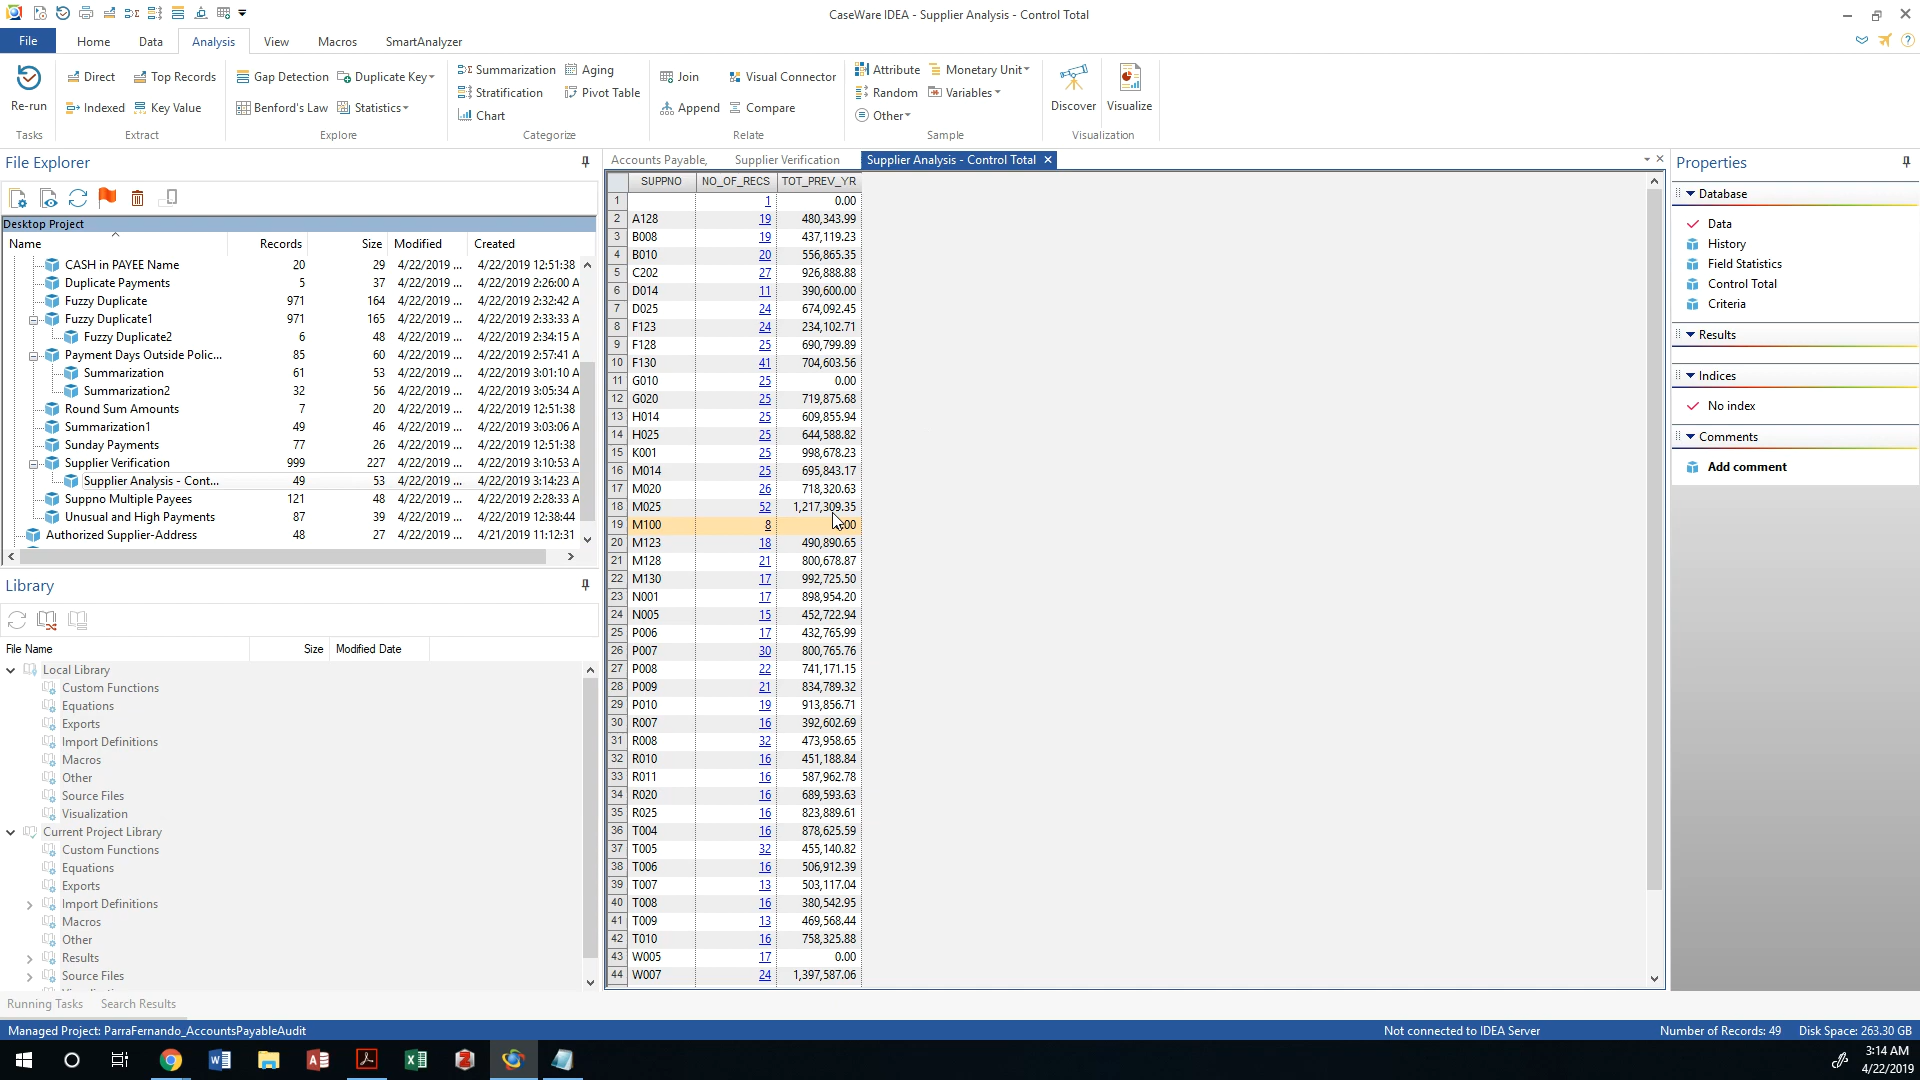 CaseWare IDEA - Supplier Analysis - Control Total
File Home Data Analysis View Macros SmartAnalyzer
Re-run
Tasks
Direct Top Records
Indexed Key Value
Extract
Gap Detection Duplicate Key
Benford's Law Statistics
Explore
Summarization Aging
Stratification Pivot Table
Chart
Categorize
Join Visual Connector
Append Compare
Relate
Attribute Monetary Unit
Random Variables
Other
Sample
Discover Visualize
Visualization
File Explorer
Desktop Project
Name Records Size Modified Created
CASH in PAYEE Name 20 29 4/22/2019 ... 4/22/2019 12:51:38
Duplicate Payments 5 37 4/22/2019 ... 4/22/2019 2:26:00 A
Fuzzy Duplicate 971 164 4/22/2019 ... 4/22/2019 2:32:42 A
Fuzzy Duplicate1 971 165 4/22/2019 ... 4/22/2019 2:33:33 A
Fuzzy Duplicate2 6 48 4/22/2019 ... 4/22/2019 2:34:15 A
Payment Days Outside Polic... 85 60 4/22/2019 ... 4/22/2019 2:57:41 A
Summarization 61 53 4/22/2019 ... 4/22/2019 3:01:10 A
Summarization2 32 56 4/22/2019 ... 4/22/2019 3:05:34 A
Round Sum Amounts 7 20 4/22/2019 ... 4/22/2019 12:51:38
Summarization1 49 46 4/22/2019 ... 4/22/2019 3:03:06 A
Sunday Payments 77 26 4/22/2019 ... 4/22/2019 12:51:38
Supplier Verification 999 227 4/22/2019 ... 4/22/2019 3:10:53 A
Supplier Analysis - Cont... 49 53 4/22/2019 ... 4/22/2019 3:14:23 A
Suppno Multiple Payees 121 48 4/22/2019 ... 4/22/2019 2:28:33 A
Unusual and High Payments 87 39 4/22/2019 ... 4/22/2019 12:38:44
Authorized Supplier-Address 48 27 4/22/2019 ... 4/21/2019 11:12:31
Library
File Name Size Modified Date
Local Library
Custom Functions
Equations
Exports
Import Definitions
Macros
Other
Source Files
Visualization
Current Project Library
Custom Functions
Equations
Exports
Import Definitions
Macros
Other
Results
Source Files
Running Tasks Search Results
Accounts Payable, Supplier Verification Supplier Analysis - Control Total
SUPPNO NO_OF_RECS TOT_PREV_YR
1 1 0.00
2 A128 19 480,343.99
3 B008 19 437,119.23
4 B010 20 556,865.35
5 C202 27 926,888.88
6 D014 11 390,600.00
7 D025 24 674,092.45
8 F123 24 234,102.71
9 F128 25 690,799.89
10 F130 41 704,603.56
11 G010 25 0.00
12 G020 25 719,875.68
13 H014 25 609,855.94
14 H025 25 644,588.82
15 K001 25 998,678.23
16 M014 25 695,843.17
17 M020 26 718,320.63
18 M025 52 1,217,309.35
19 M100 8 00
20 M123 18 490,890.65
21 M128 21 800,678.87
22 M130 17 992,725.50
23 N001 17 898,954.20
24 N005 15 452,722.94
25 P006 17 432,765.99
26 P007 30 800,765.76
27 P008 22 741,171.15
28 P009 21 834,789.32
29 P010 19 913,856.71
30 R007 16 392,602.69
31 R008 32 473,958.65
32 R010 16 451,188.84
33 R011 16 587,962.78
34 R020 16 689,593.63
35 R025 16 823,889.61
36 T004 16 878,625.59
37 T005 32 455,140.82
38 T006 16 506,912.39
39 T007 13 503,117.04
40 T008 16 380,542.95
41 T009 13 469,568.44
42 T010 16 758,325.88
43 W005 17 0.00
44 W007 24 1,397,587.06
Properties
Database
Data
History
Field Statistics
Control Total
Criteria
Results
Indices
No index
Comments
Add comment
Managed Project: ParraFernando_AccountsPayableAudit Not connected to IDEA Server Number of Records: 49 Disk Space: 263.30 GB
3:14 AM
4/22/2019